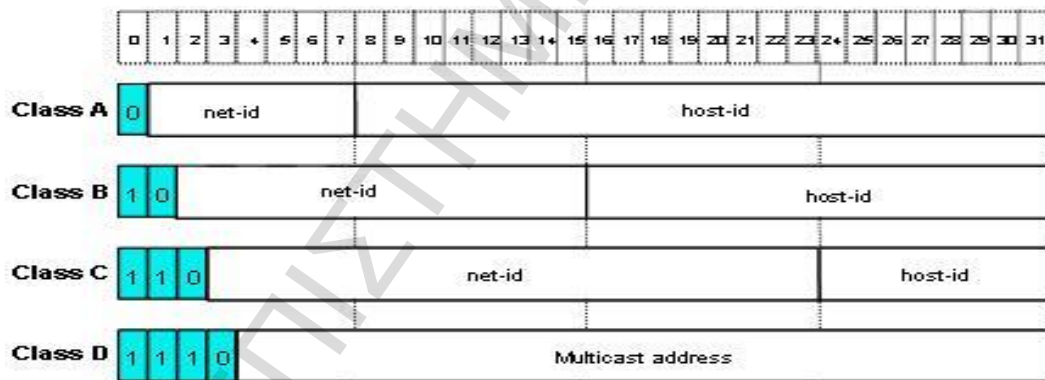 0 1 2 3 4 5 6 7 8 9 10 11 12 13 14 15 16 17 18 19 20 21 22 23 24 25 26 27 28 29 30 31
Class A 0 net-id host-id
Class B 1 0 net-id host-id
Class C 1 1 0 net-id host-id
Class D 1 1 1 0 Multicast address